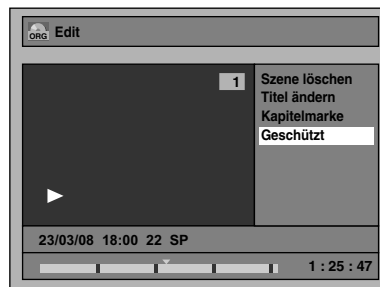 ORG Edit
1
Szene löschen
Titel ändern
Kapitelmarke
Geschützt
23/03/08 18:00 22 SP
1 : 25 : 47